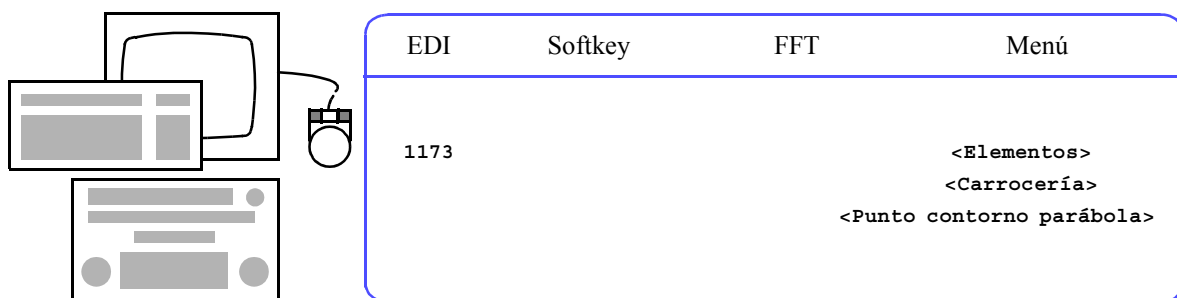 EDI Softkey FFT Menú
1173 <Elementos>
<Carrocería>
<Punto contorno parábola>